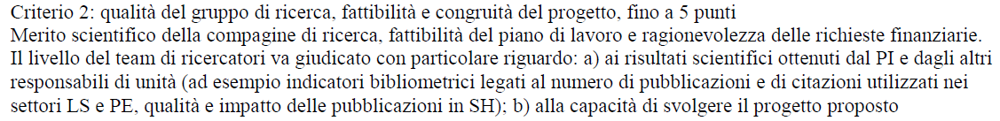 Criterio 2: qualità del gruppo di ricerca, fattibilità e congruità del progetto, fino a 5 punti
Merito scientifico della compagine di ricerca, fattibilità del piano di lavoro e ragionevolezza delle richieste finanziarie.
Il livello del team di ricercatori va giudicato con particolare riguardo: a) ai risultati scientifici ottenuti dal PI e dagli altri
responsabili di unità (ad esempio indicatori bibliometrici legati al numero di pubblicazioni e di citazioni utilizzati nei
settori LS e PE, qualità e impatto delle pubblicazioni in SH); b) alla capacità di svolgere il progetto proposto